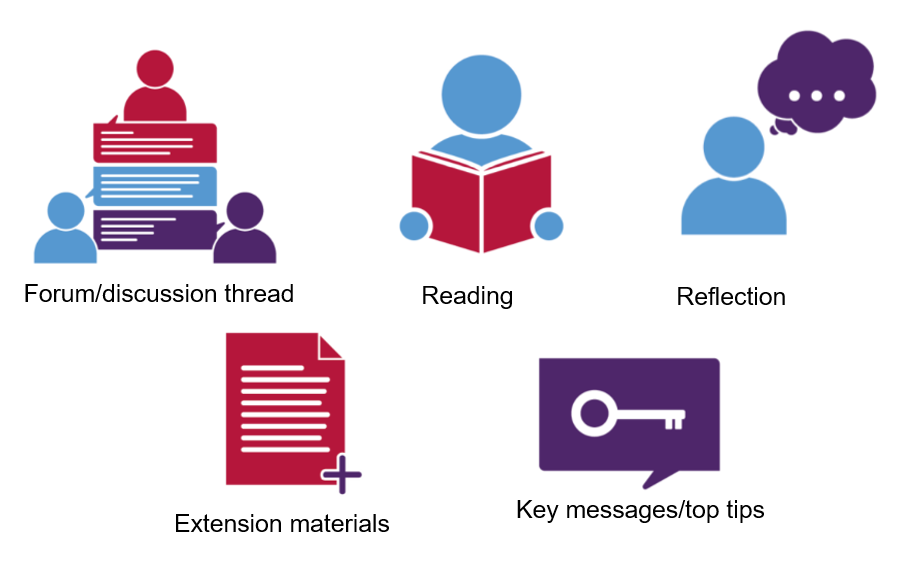 Forum/discussion thread
Reading
Reflection
Extension materials
Key messages/top tips